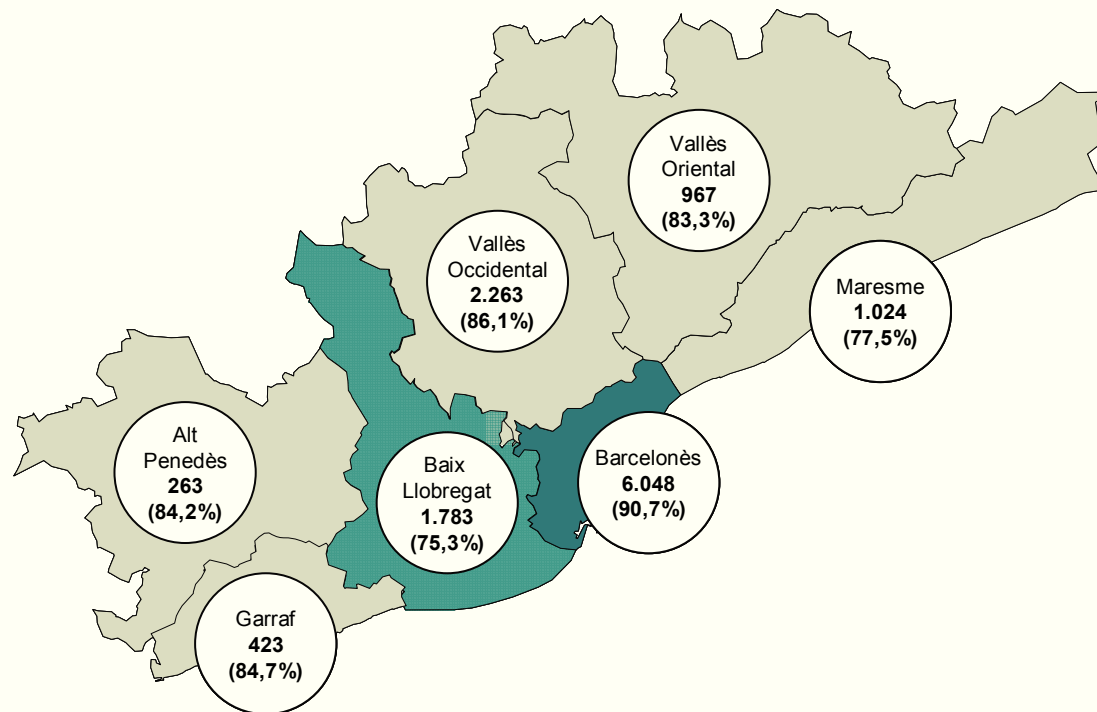 Vallès
Oriental
967
(83,3%)
Vallès
Occidental
2.263
(86,1%)
Maresme
1.024
(77,5%)
Alt
Penedès
263
(84,2%)
Baix
Llobregat
1.783
(75,3%)
Barcelonès
6.048
(90,7%)
Garraf
423
(84,7%)